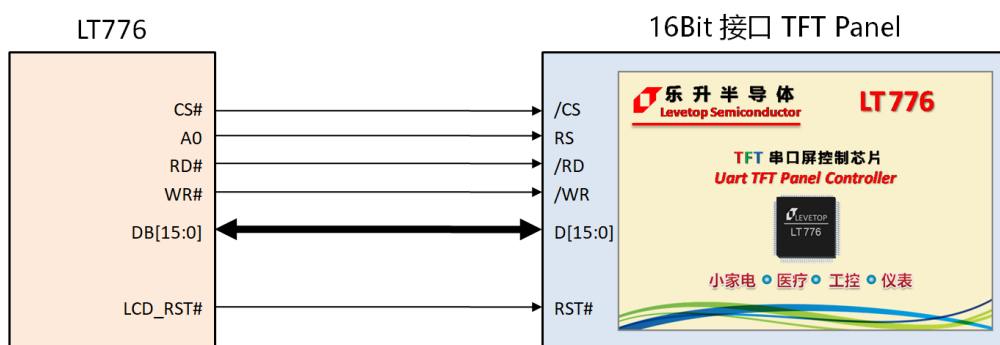 LT776
16Bit 接口 TFT Panel
CS#
/CS
A0
RS
RD#
/RD
WR#
/WR
DB[15:0]
D[15:0]
LCD_RST#
RST#
乐升半导体
Levetop Semiconductor
LT776
TFT 串口屏控制芯片
Uart TFT Panel Controller
LEVETOP
LT776
小家电 • 医疗 • 工控 • 仪表